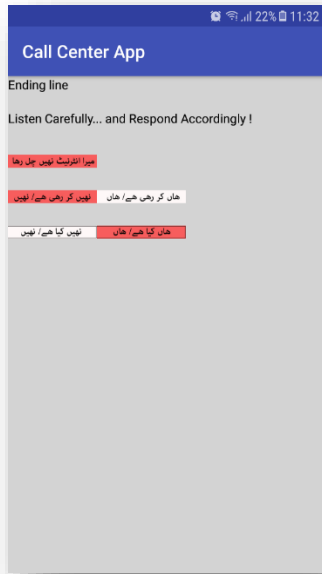 22% 11:32
Call Center App
Ending line
Listen Carefully... and Respond Accordingly !
میرا انٹرنیٹ نہیں چل رہا
نہیں کر رہی ہے/ نہیں ہاں کر رہی ہے/ ہاں
نہیں کیا ہے/ نہیں ہاں کیا ہے/ ہاں